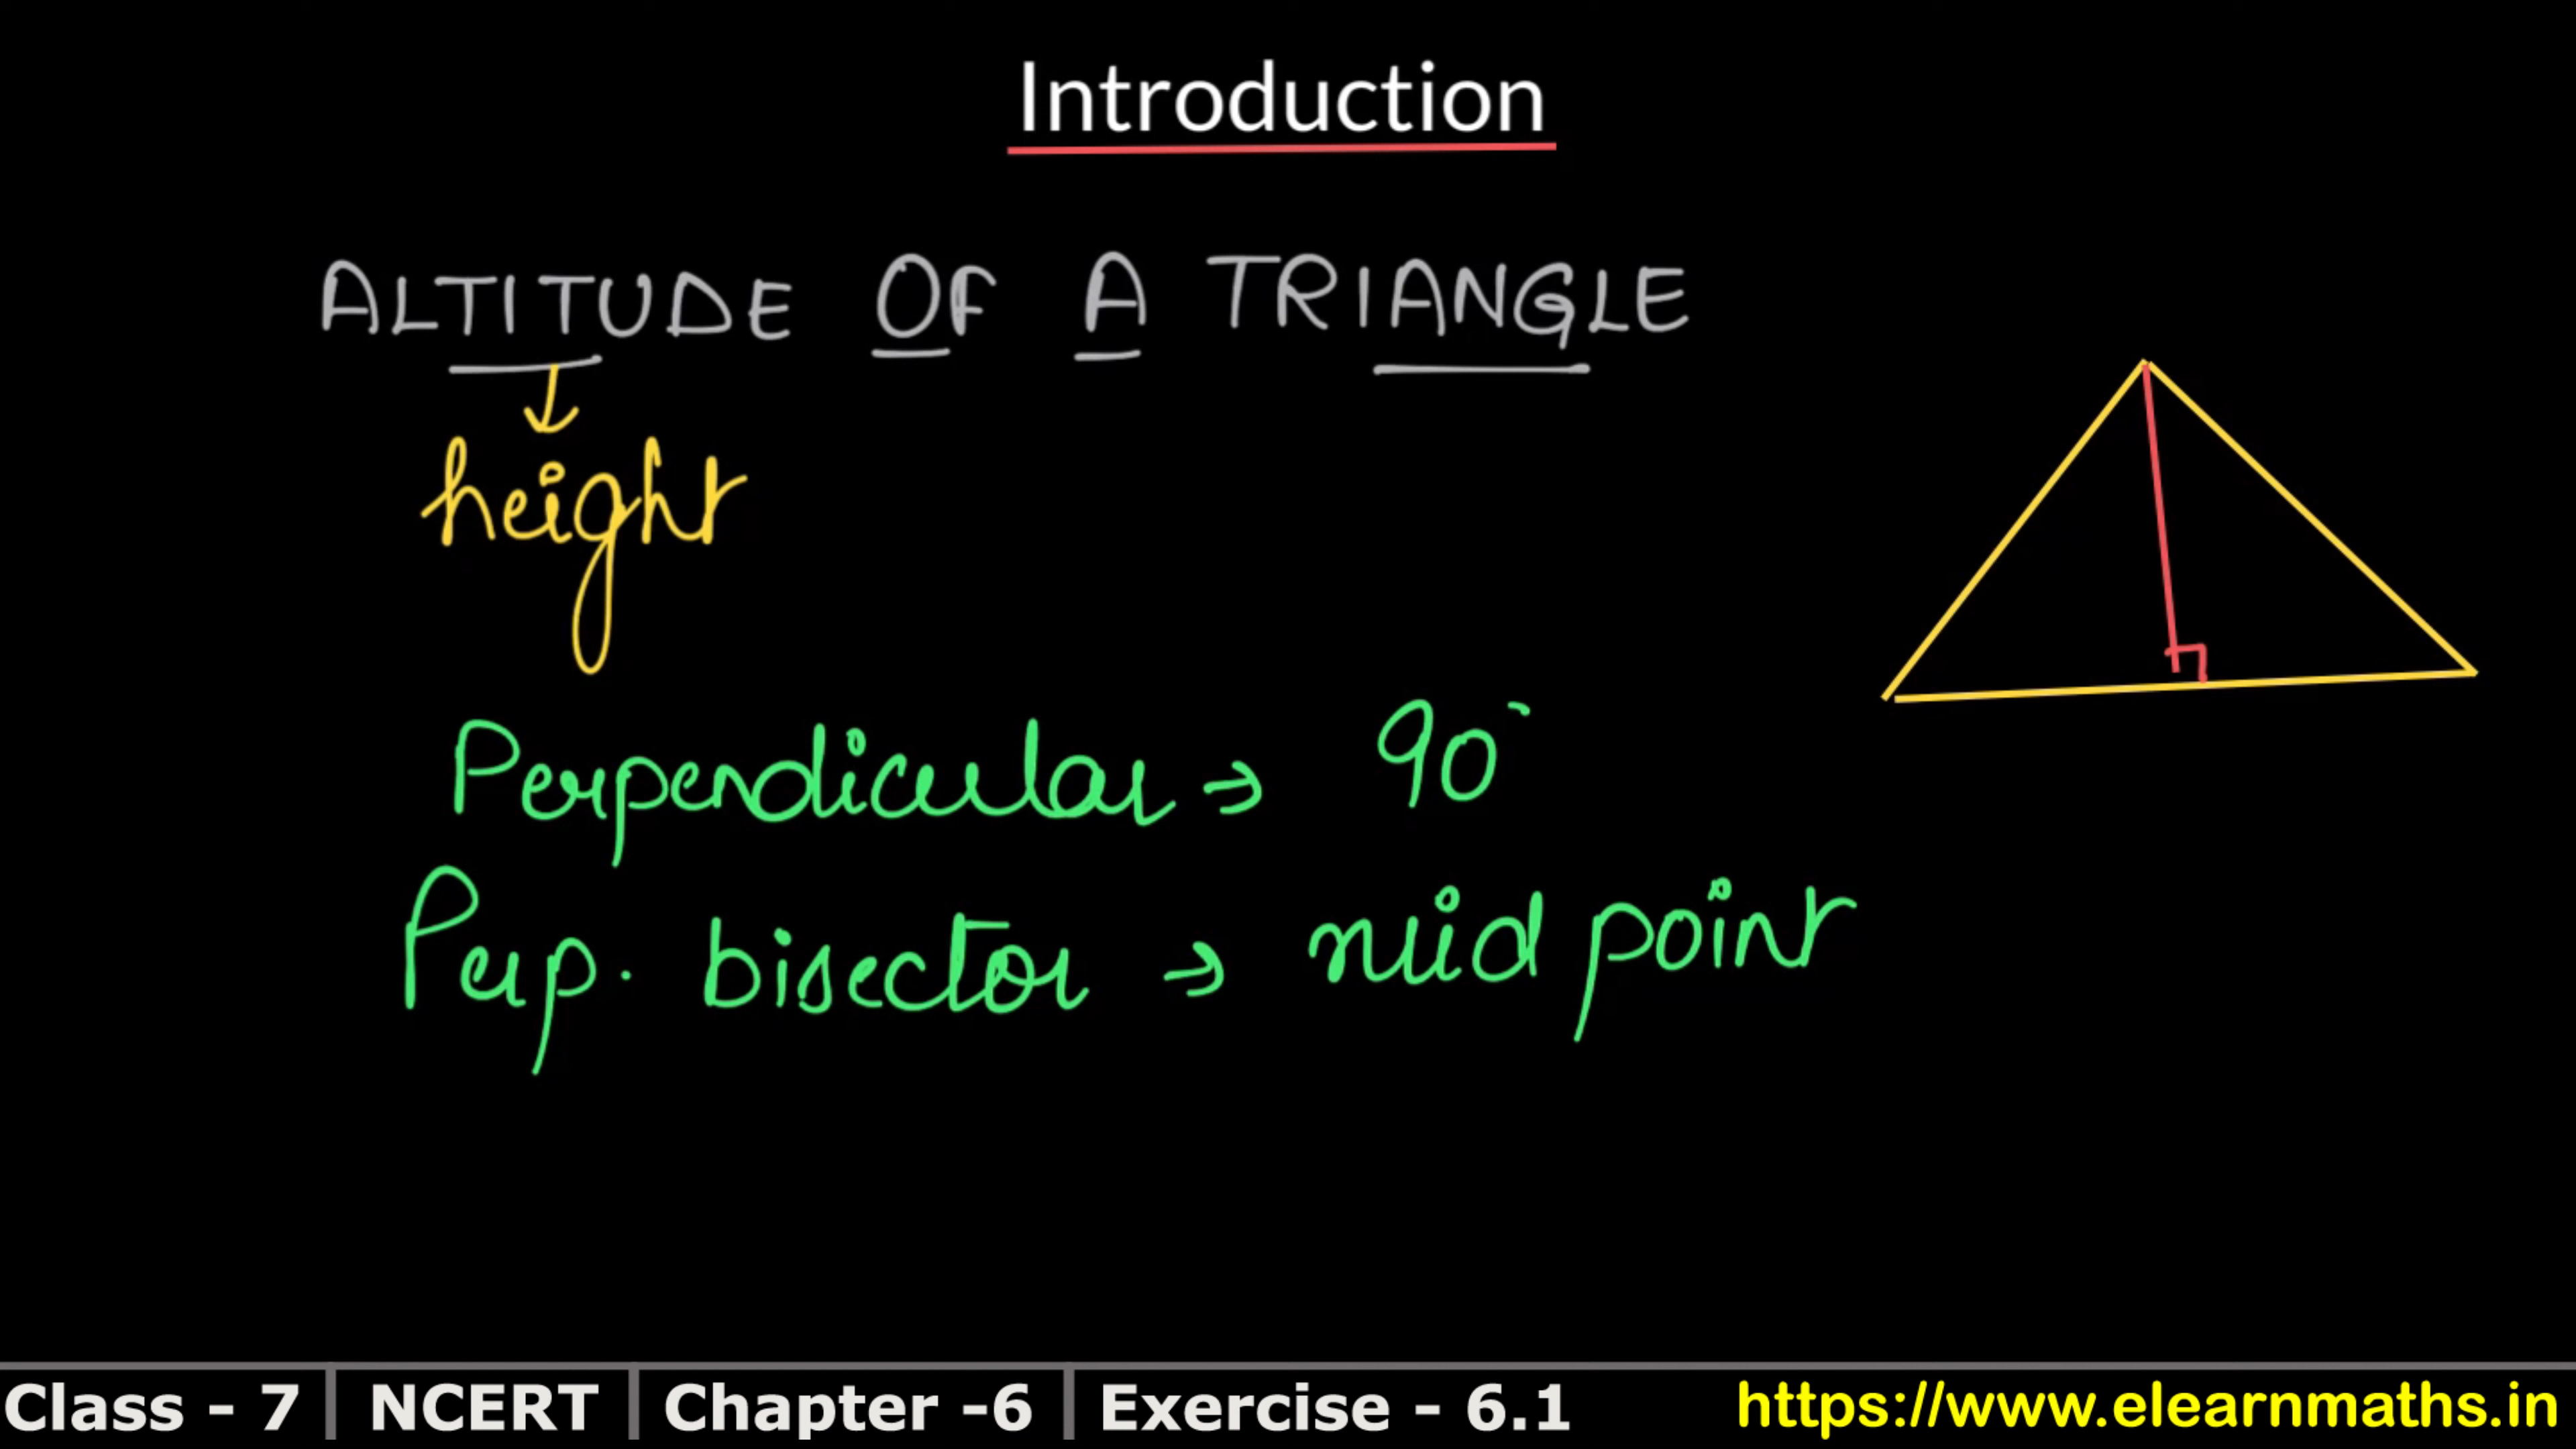 Introduction
ALTITUDE OF A TRIANGLE
height
Perpendicular → 90°
Perp. bisector → mid point
Class - 7 | NCERT | Chapter -6 | Exercise - 6.1 https://www.elearnmaths.in